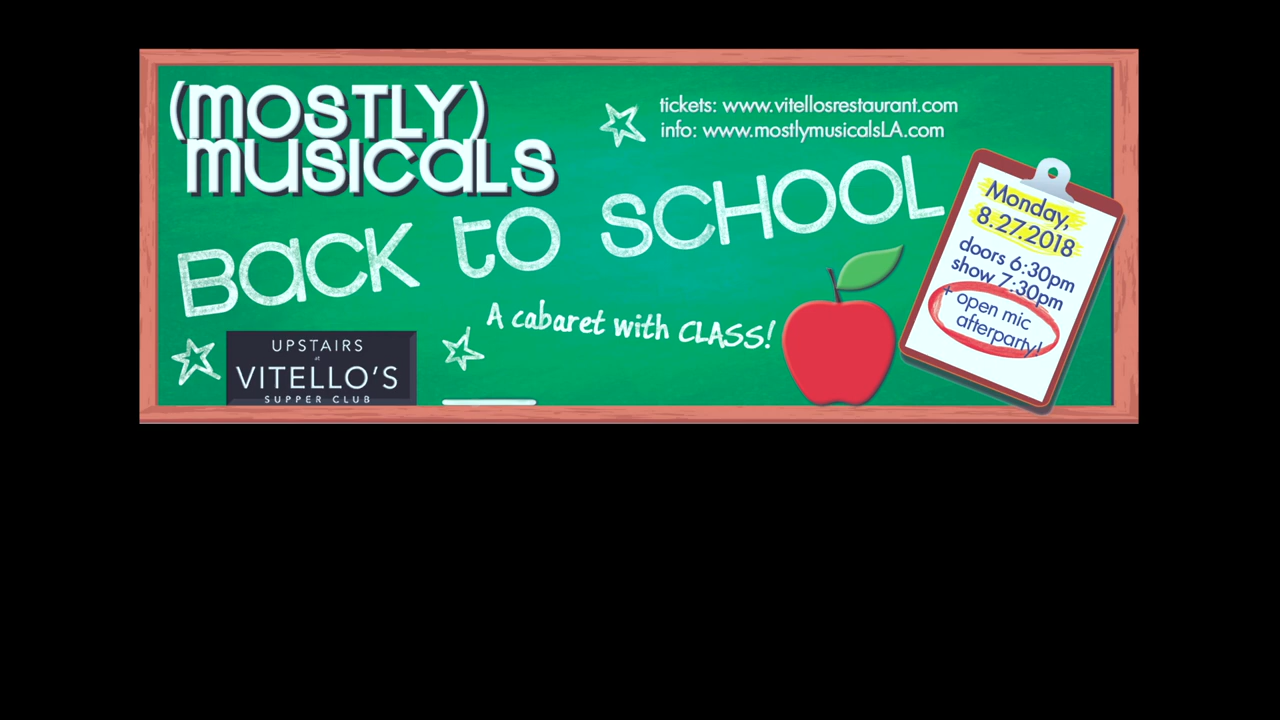 (MOSTLY)
MUSICALS
tickets: www.vitellosrestaurant.com
info: www.mostlymusicalsLA.com
BACK to SCHOOL
A cabaret with CLASS!
UPSTAIRS
at
VITELLO'S
SUPPER CLUB
Monday,
8.27.2018
doors 6:30pm
show 7:30pm
+ open mic
afterparty!